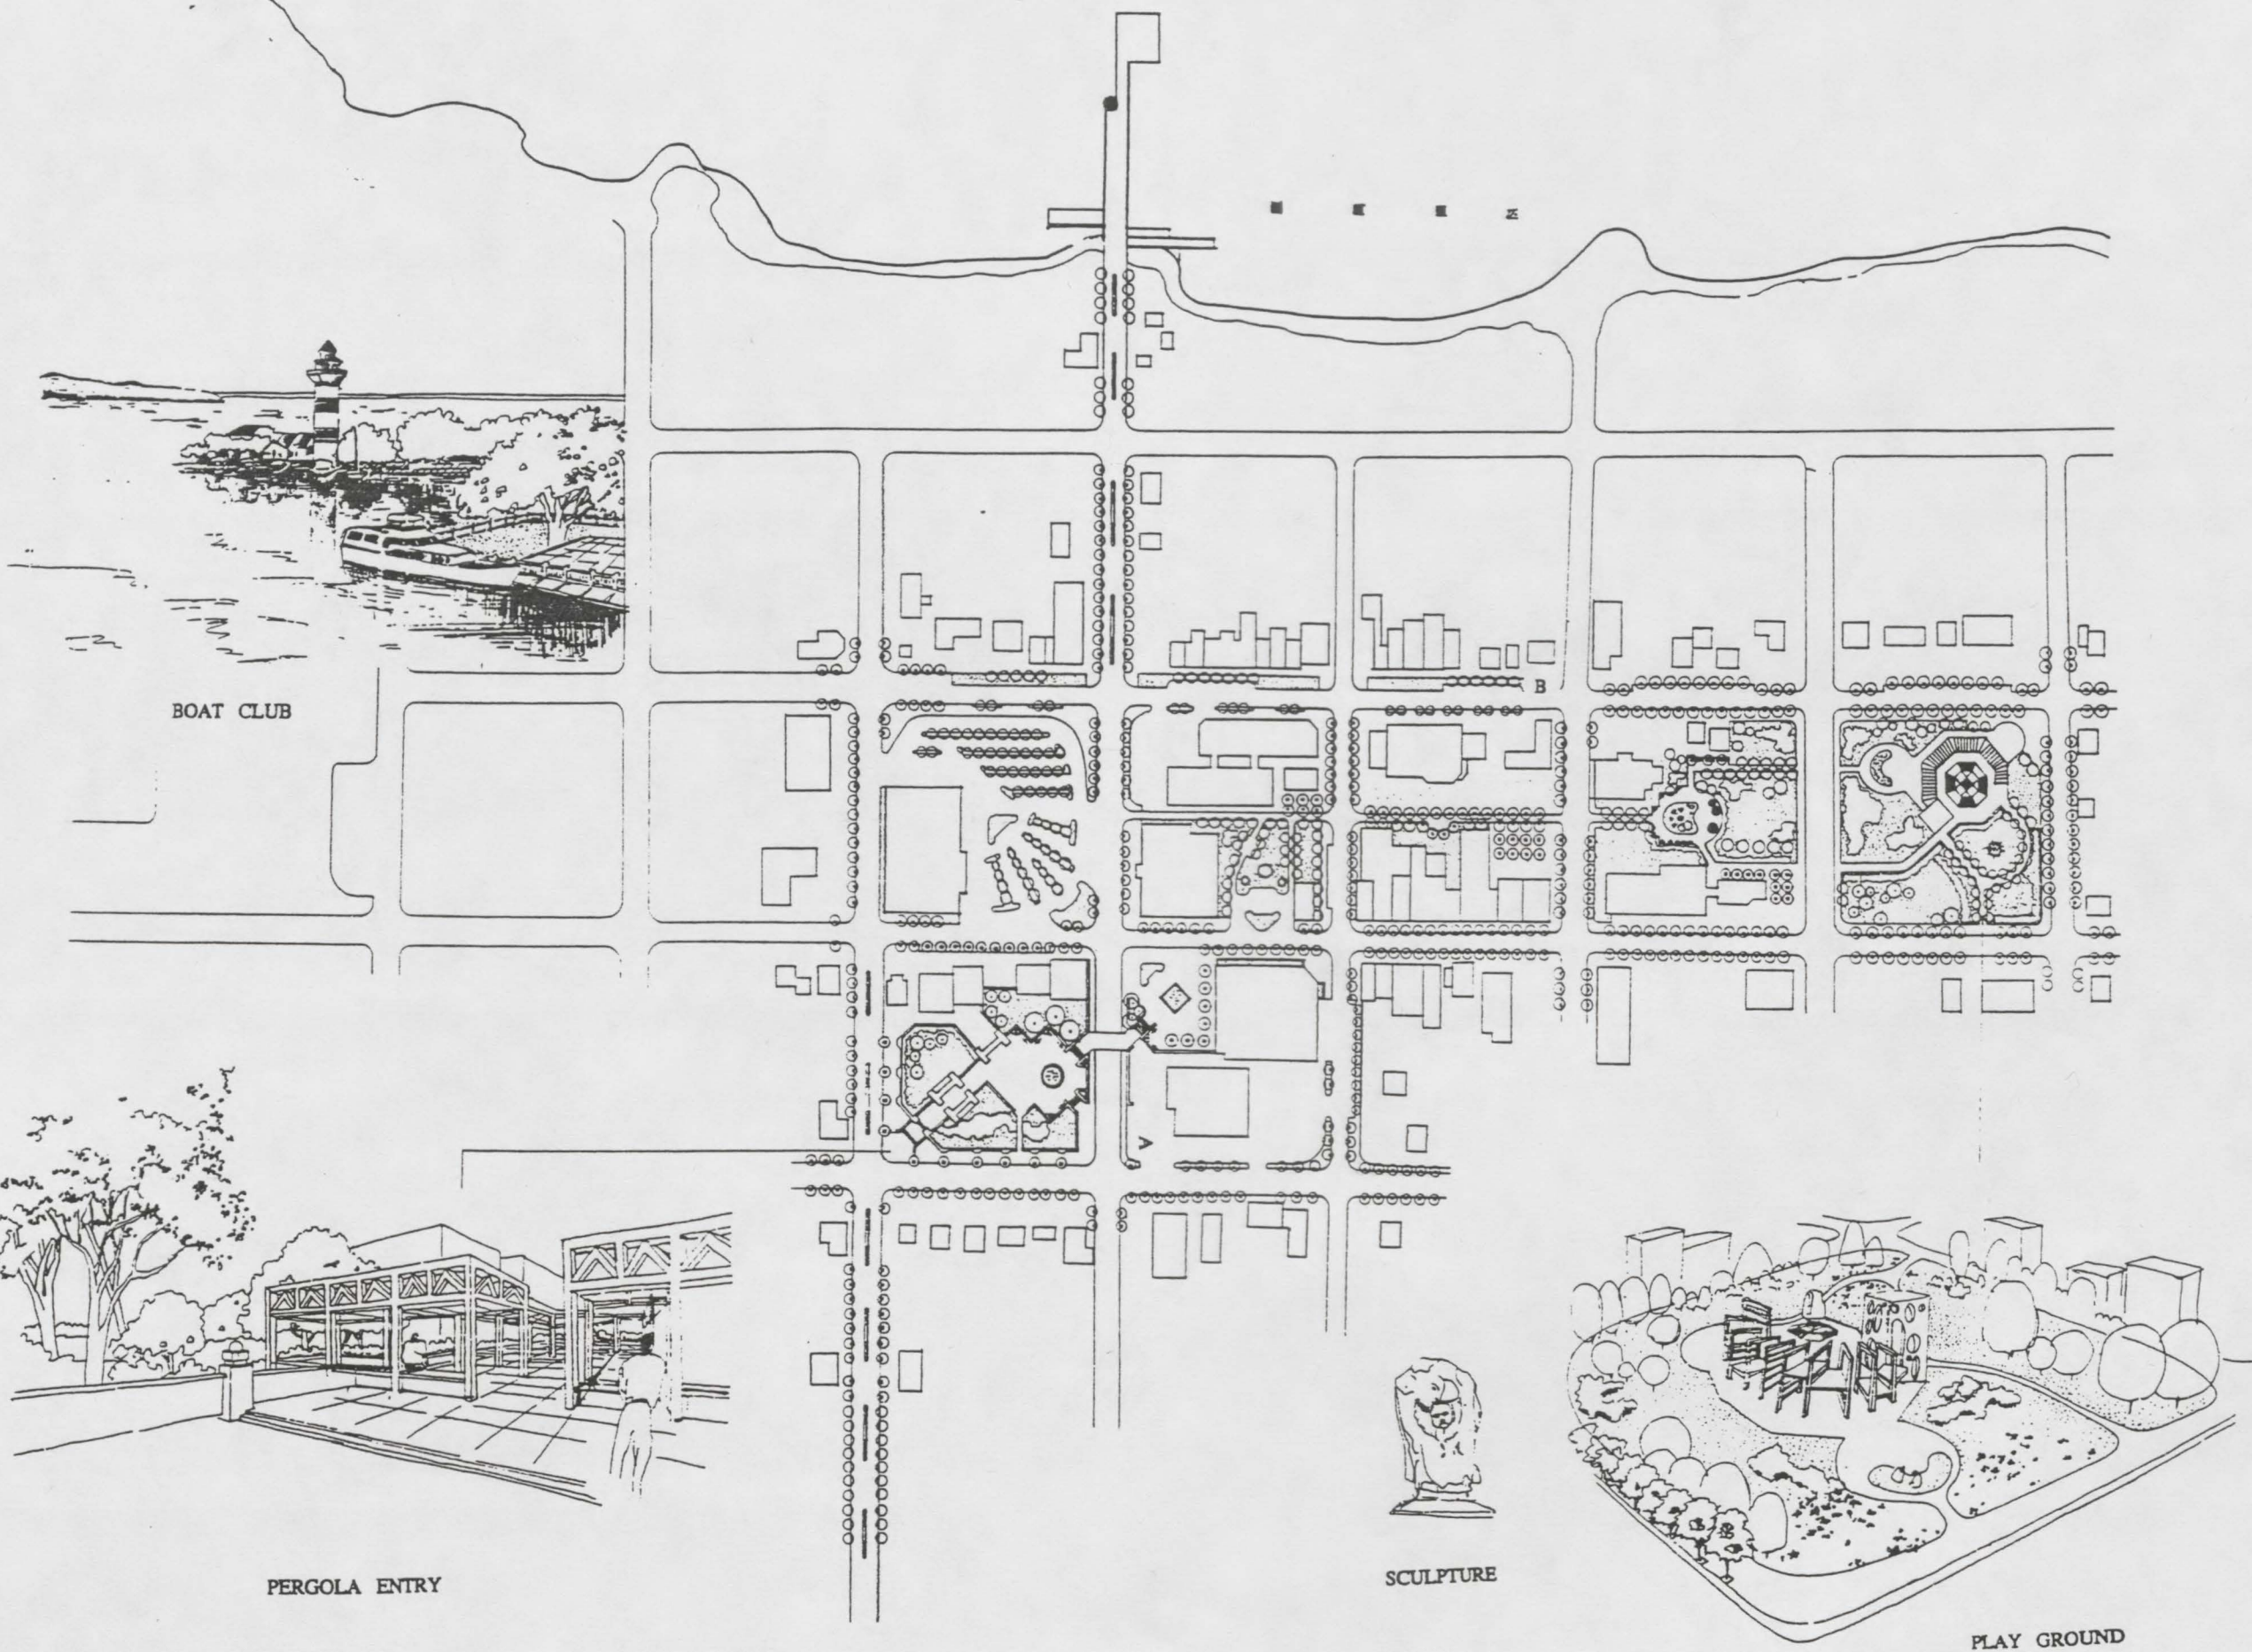 BOAT CLUB
B
A
PERGOLA ENTRY
SCULPTURE
PLAY GROUND